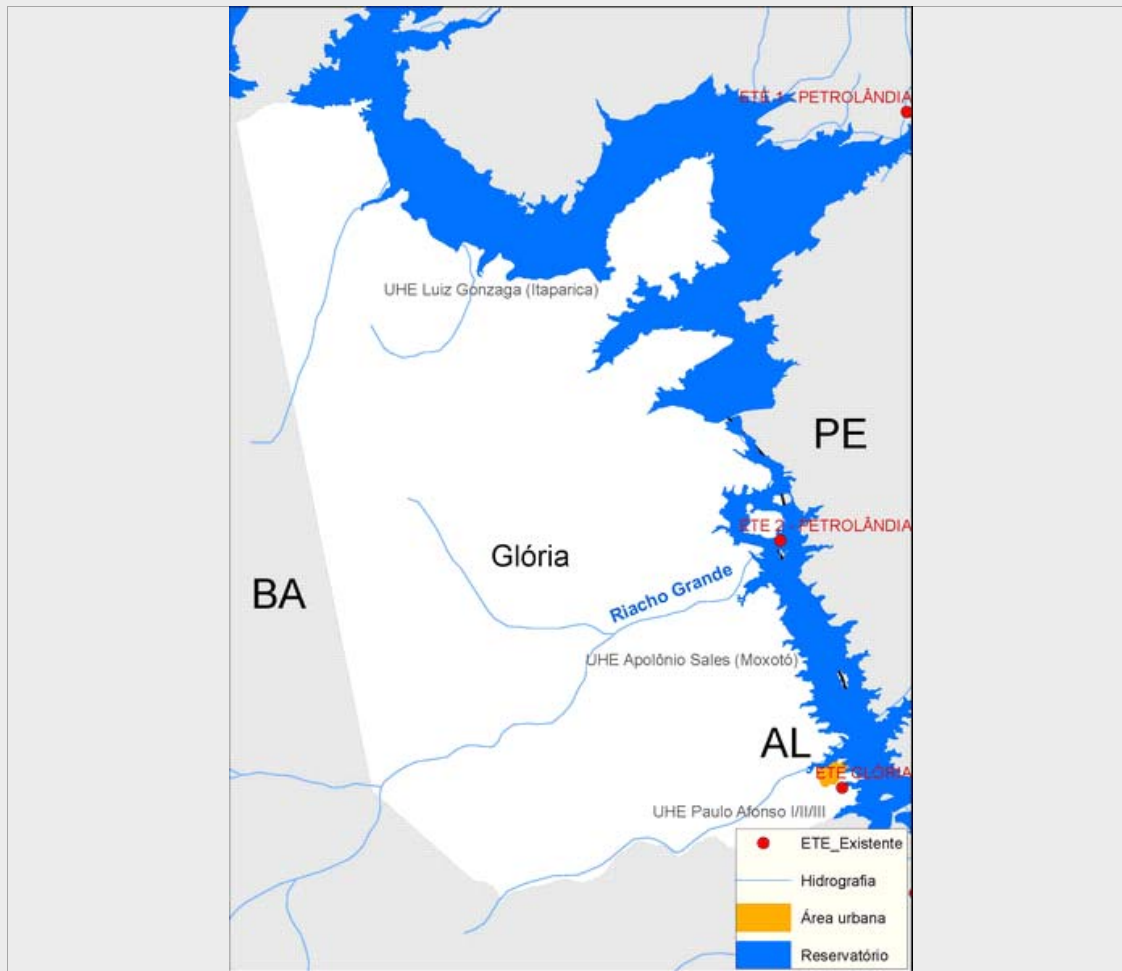 ETE 1 - PETROLÂNDIA
UHE Luiz Gonzaga (Itaparica)
PE
ETE 2 - PETROLÂNDIA
Glória
BA
Riacho Grande
UHE Apolônio Sales (Moxotó)
AL
ETE GLÓRIA
UHE Paulo Afonso I/II/III
ETE_Existente
Hidrografia
Área urbana
Reservatório